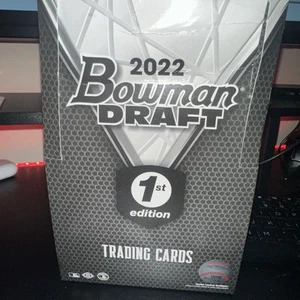 2022
Bowman
DRAFT
1st
edition
TRADING CARDS